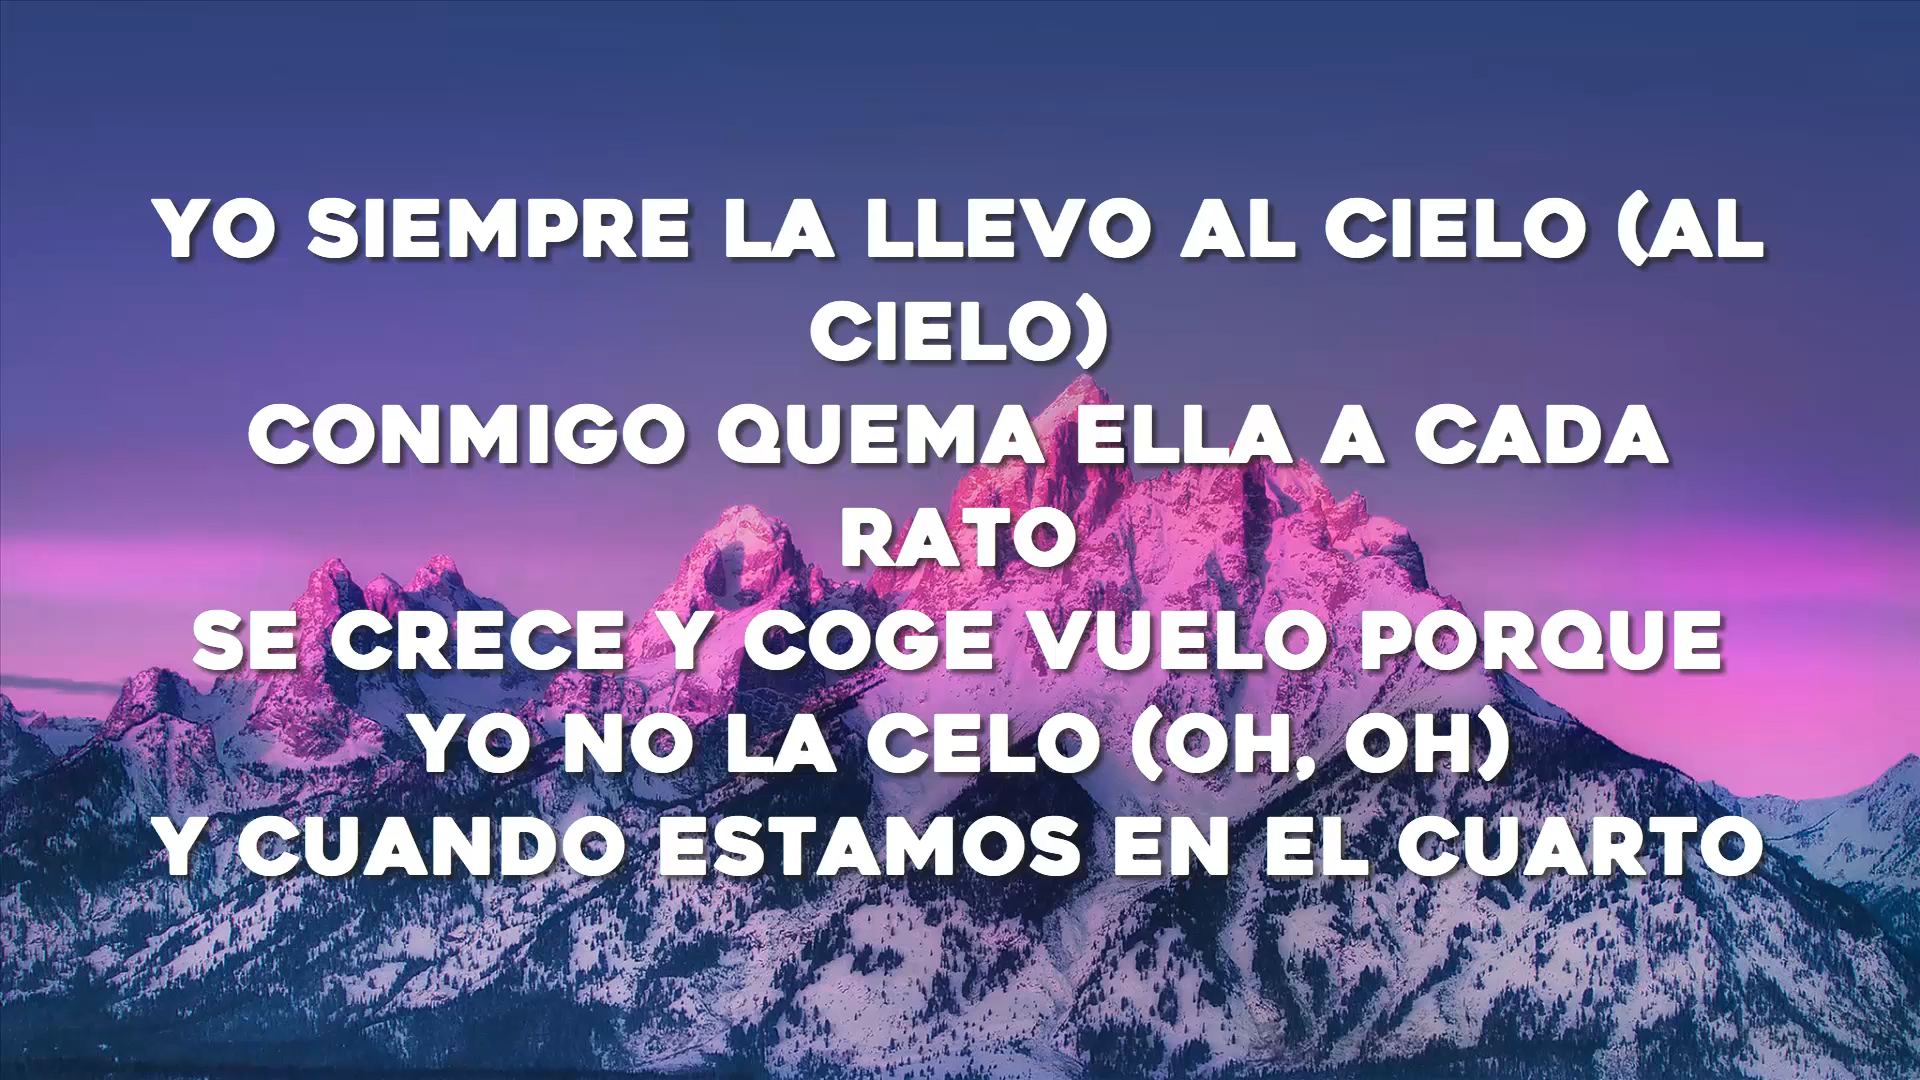 YO SIEMPRE LA LLEVO AL CIELO (AL
CIELO)
CONMIGO QUEMA ELLA A CADA
RATO
SE CRECE Y COGE VUELO PORQUE
YO NO LA CELO (OH, OH)
Y CUANDO ESTAMOS EN EL CUARTO